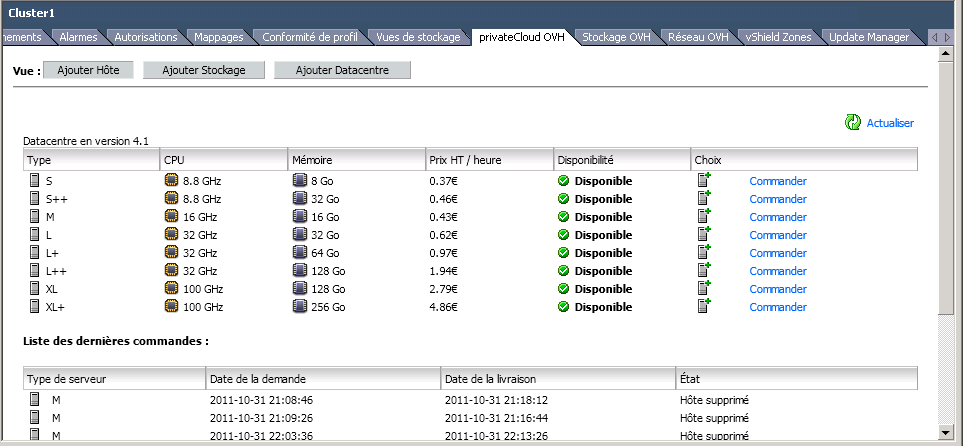 Cluster1
nements Alarmes Autorisations Mappages Conformité de profil Vues de stockage privateCloud OVH Stockage OVH Réseau OVH vShield Zones Update Manager
Vue : Ajouter Hôte Ajouter Stockage Ajouter Datacentre
Actualiser
Datacentre en version 4.1
Type CPU Mémoire Prix HT / heure Disponibilité Choix
S 8.8 GHz 8 Go 0.37€ Disponible Commander
S++ 8.8 GHz 32 Go 0.46€ Disponible Commander
M 16 GHz 16 Go 0.43€ Disponible Commander
L 32 GHz 32 Go 0.62€ Disponible Commander
L+ 32 GHz 64 Go 0.97€ Disponible Commander
L++ 32 GHz 128 Go 1.94€ Disponible Commander
XL 100 GHz 128 Go 2.79€ Disponible Commander
XL+ 100 GHz 256 Go 4.86€ Disponible Commander
Liste des dernières commandes :
Type de serveur Date de la demande Date de la livraison État
M 2011-10-31 21:08:46 2011-10-31 21:18:12 Hôte supprimé
M 2011-10-31 21:09:26 2011-10-31 21:16:44 Hôte supprimé
M 2011-10-31 22:03:36 2011-10-31 22:13:26 Hôte supprimé